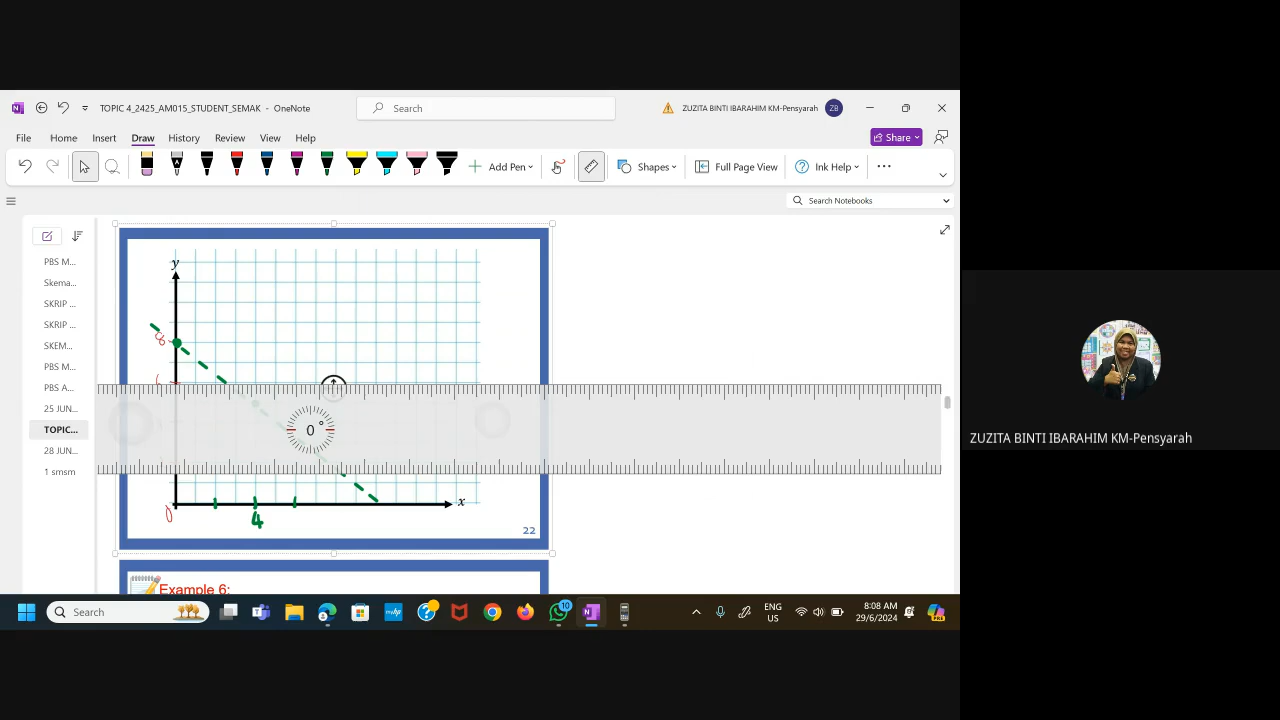 TOPIC 4_2425_AM015_STUDENT_SEMAK - OneNote
Search
ZUZITA BINTI IBARAHIM KM-Pensyarah
ZB
File
Home
Insert
Draw
History
Review
View
Help
Share
Add Pen
Shapes
Full Page View
Ink Help
Search Notebooks
PBS M...
Skema...
SKRIP ...
SKRIP ...
SKEM...
PBS M...
PBS A...
25 JUN...
TOPIC...
28 JUN...
1 smsm
y
8
0°
x
0
4
22
Example 6:
ZUZITA BINTI IBARAHIM KM-Pensyarah
Search
10
ENG
US
8:08 AM
29/6/2024